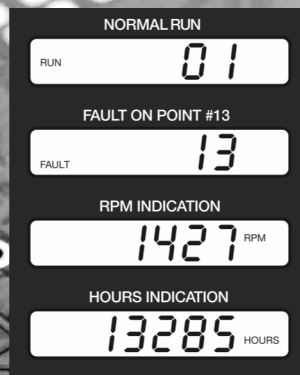 NORMAL RUN
RUN 01
FAULT ON POINT #13
FAULT 13
RPM INDICATION
1427 RPM
HOURS INDICATION
13285 HOURS